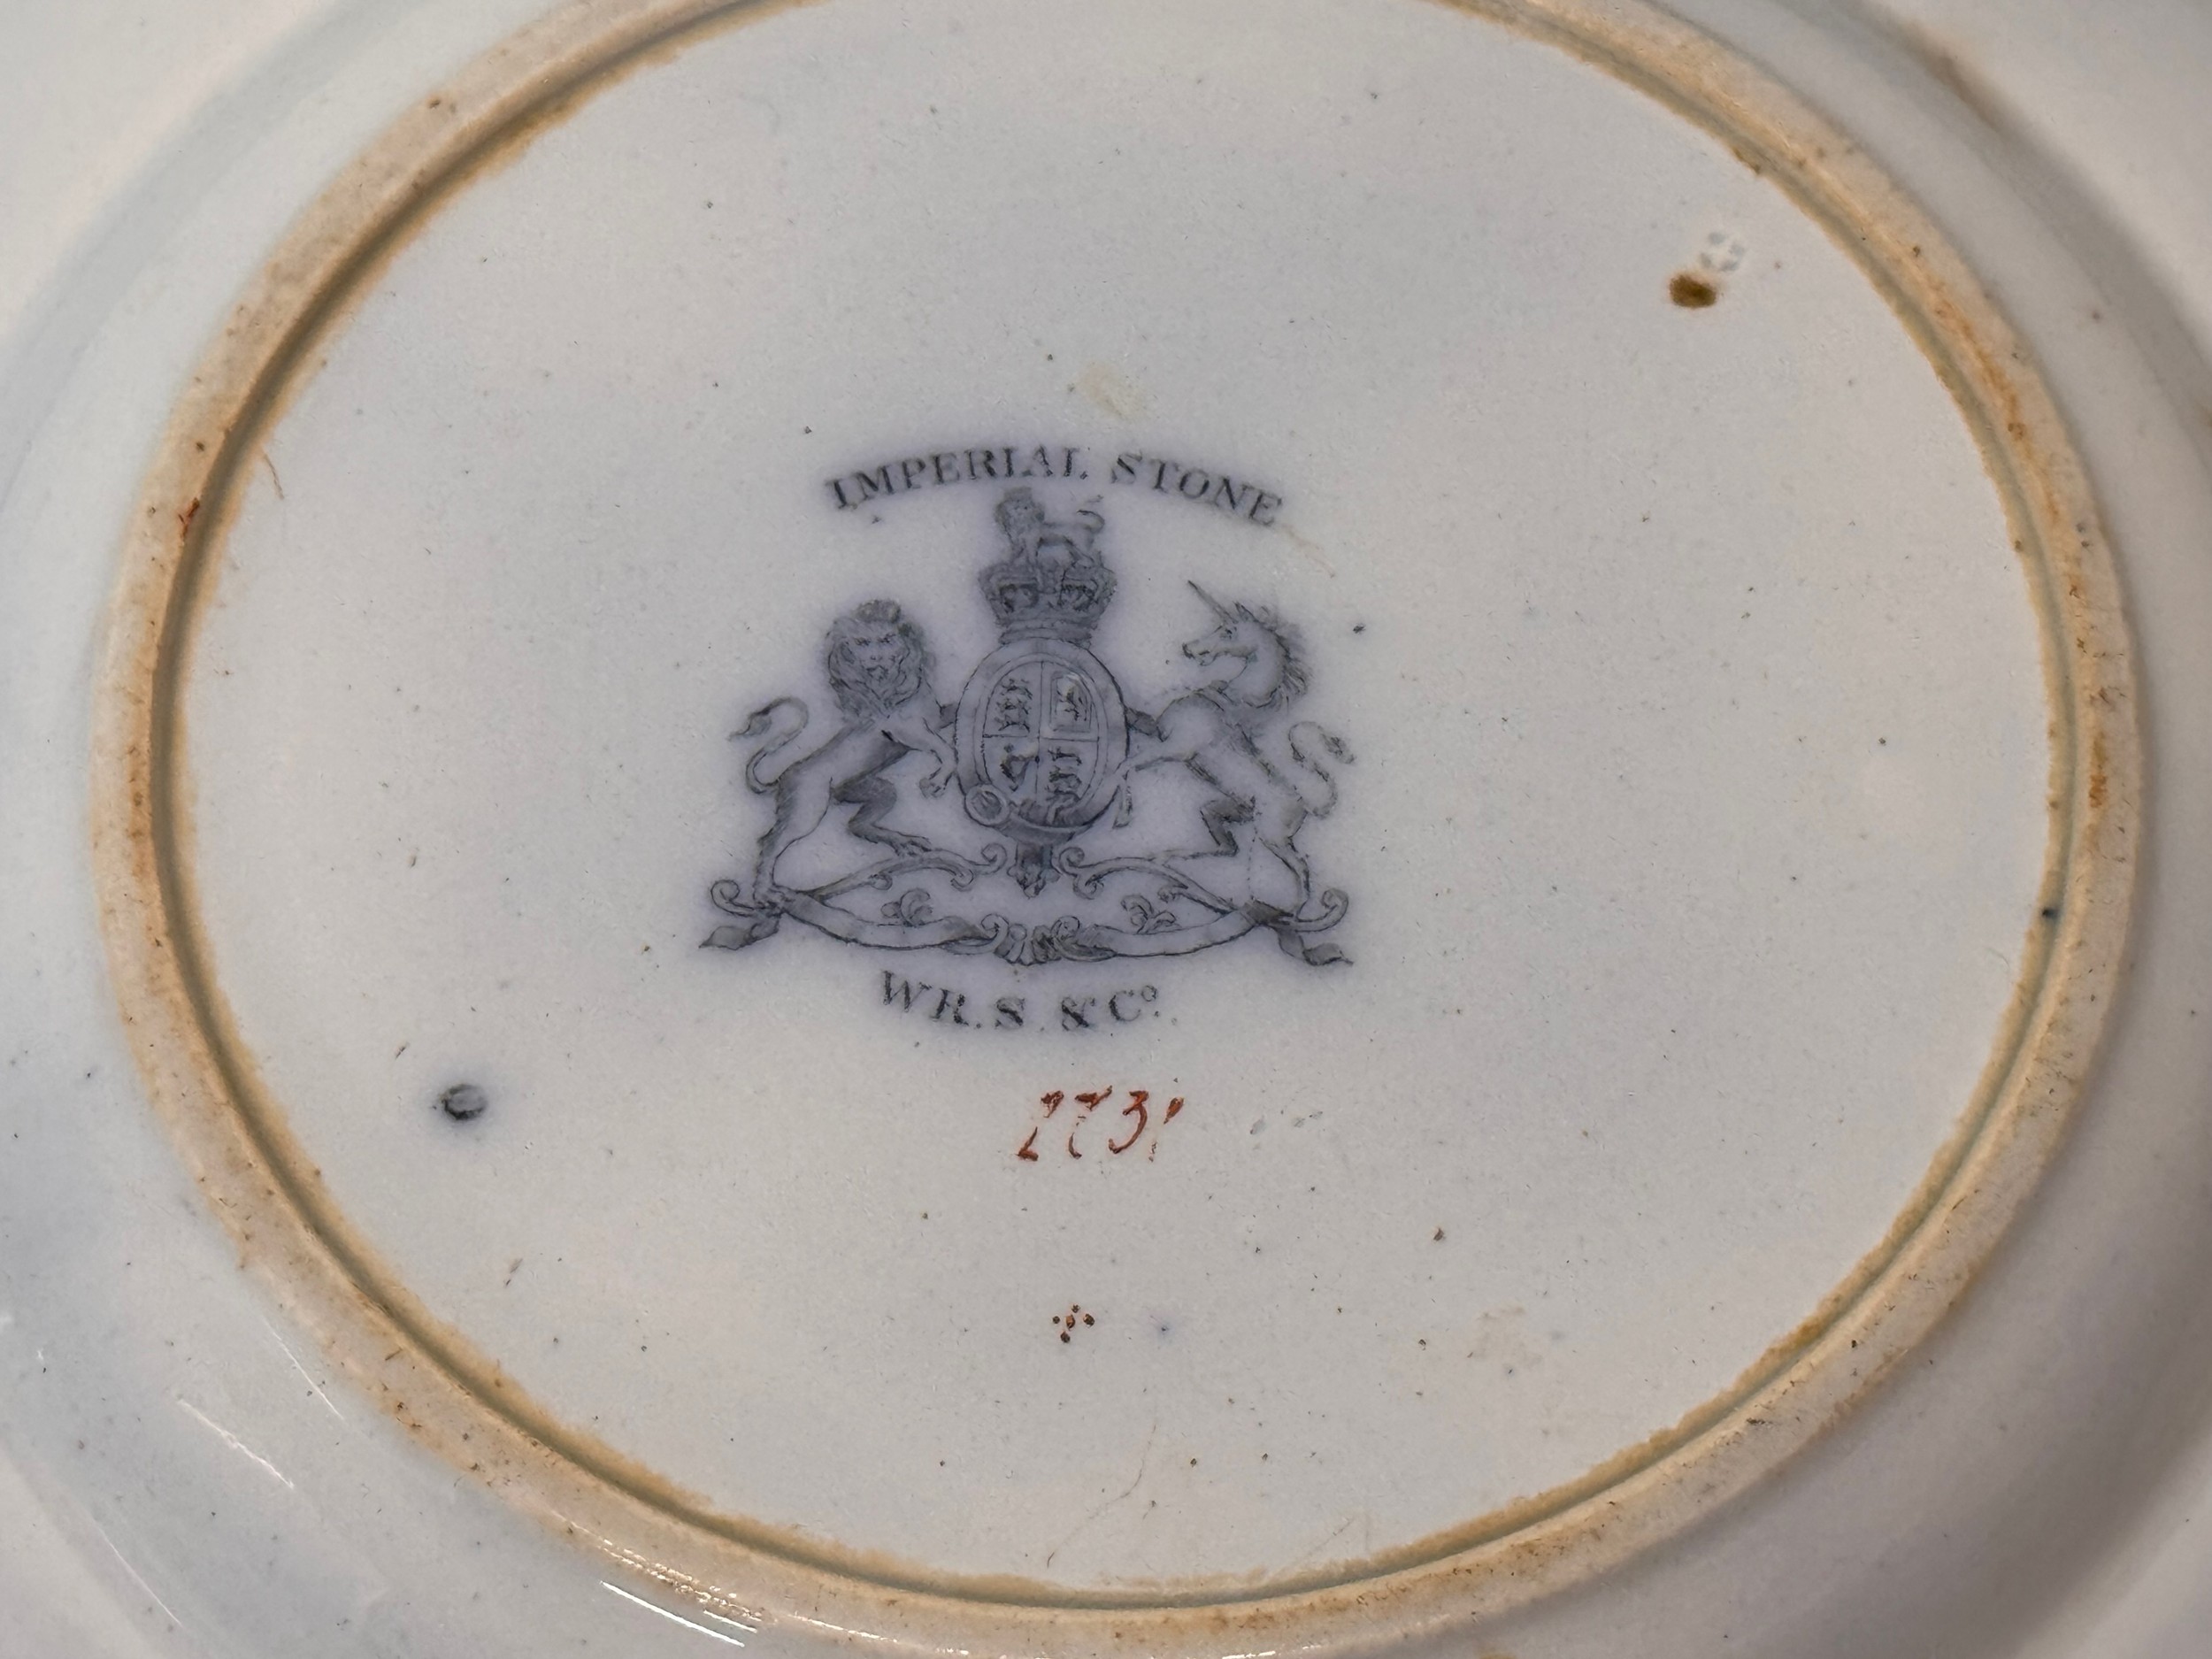 IMPERIAL STONE
WR.S.&Co.
2731